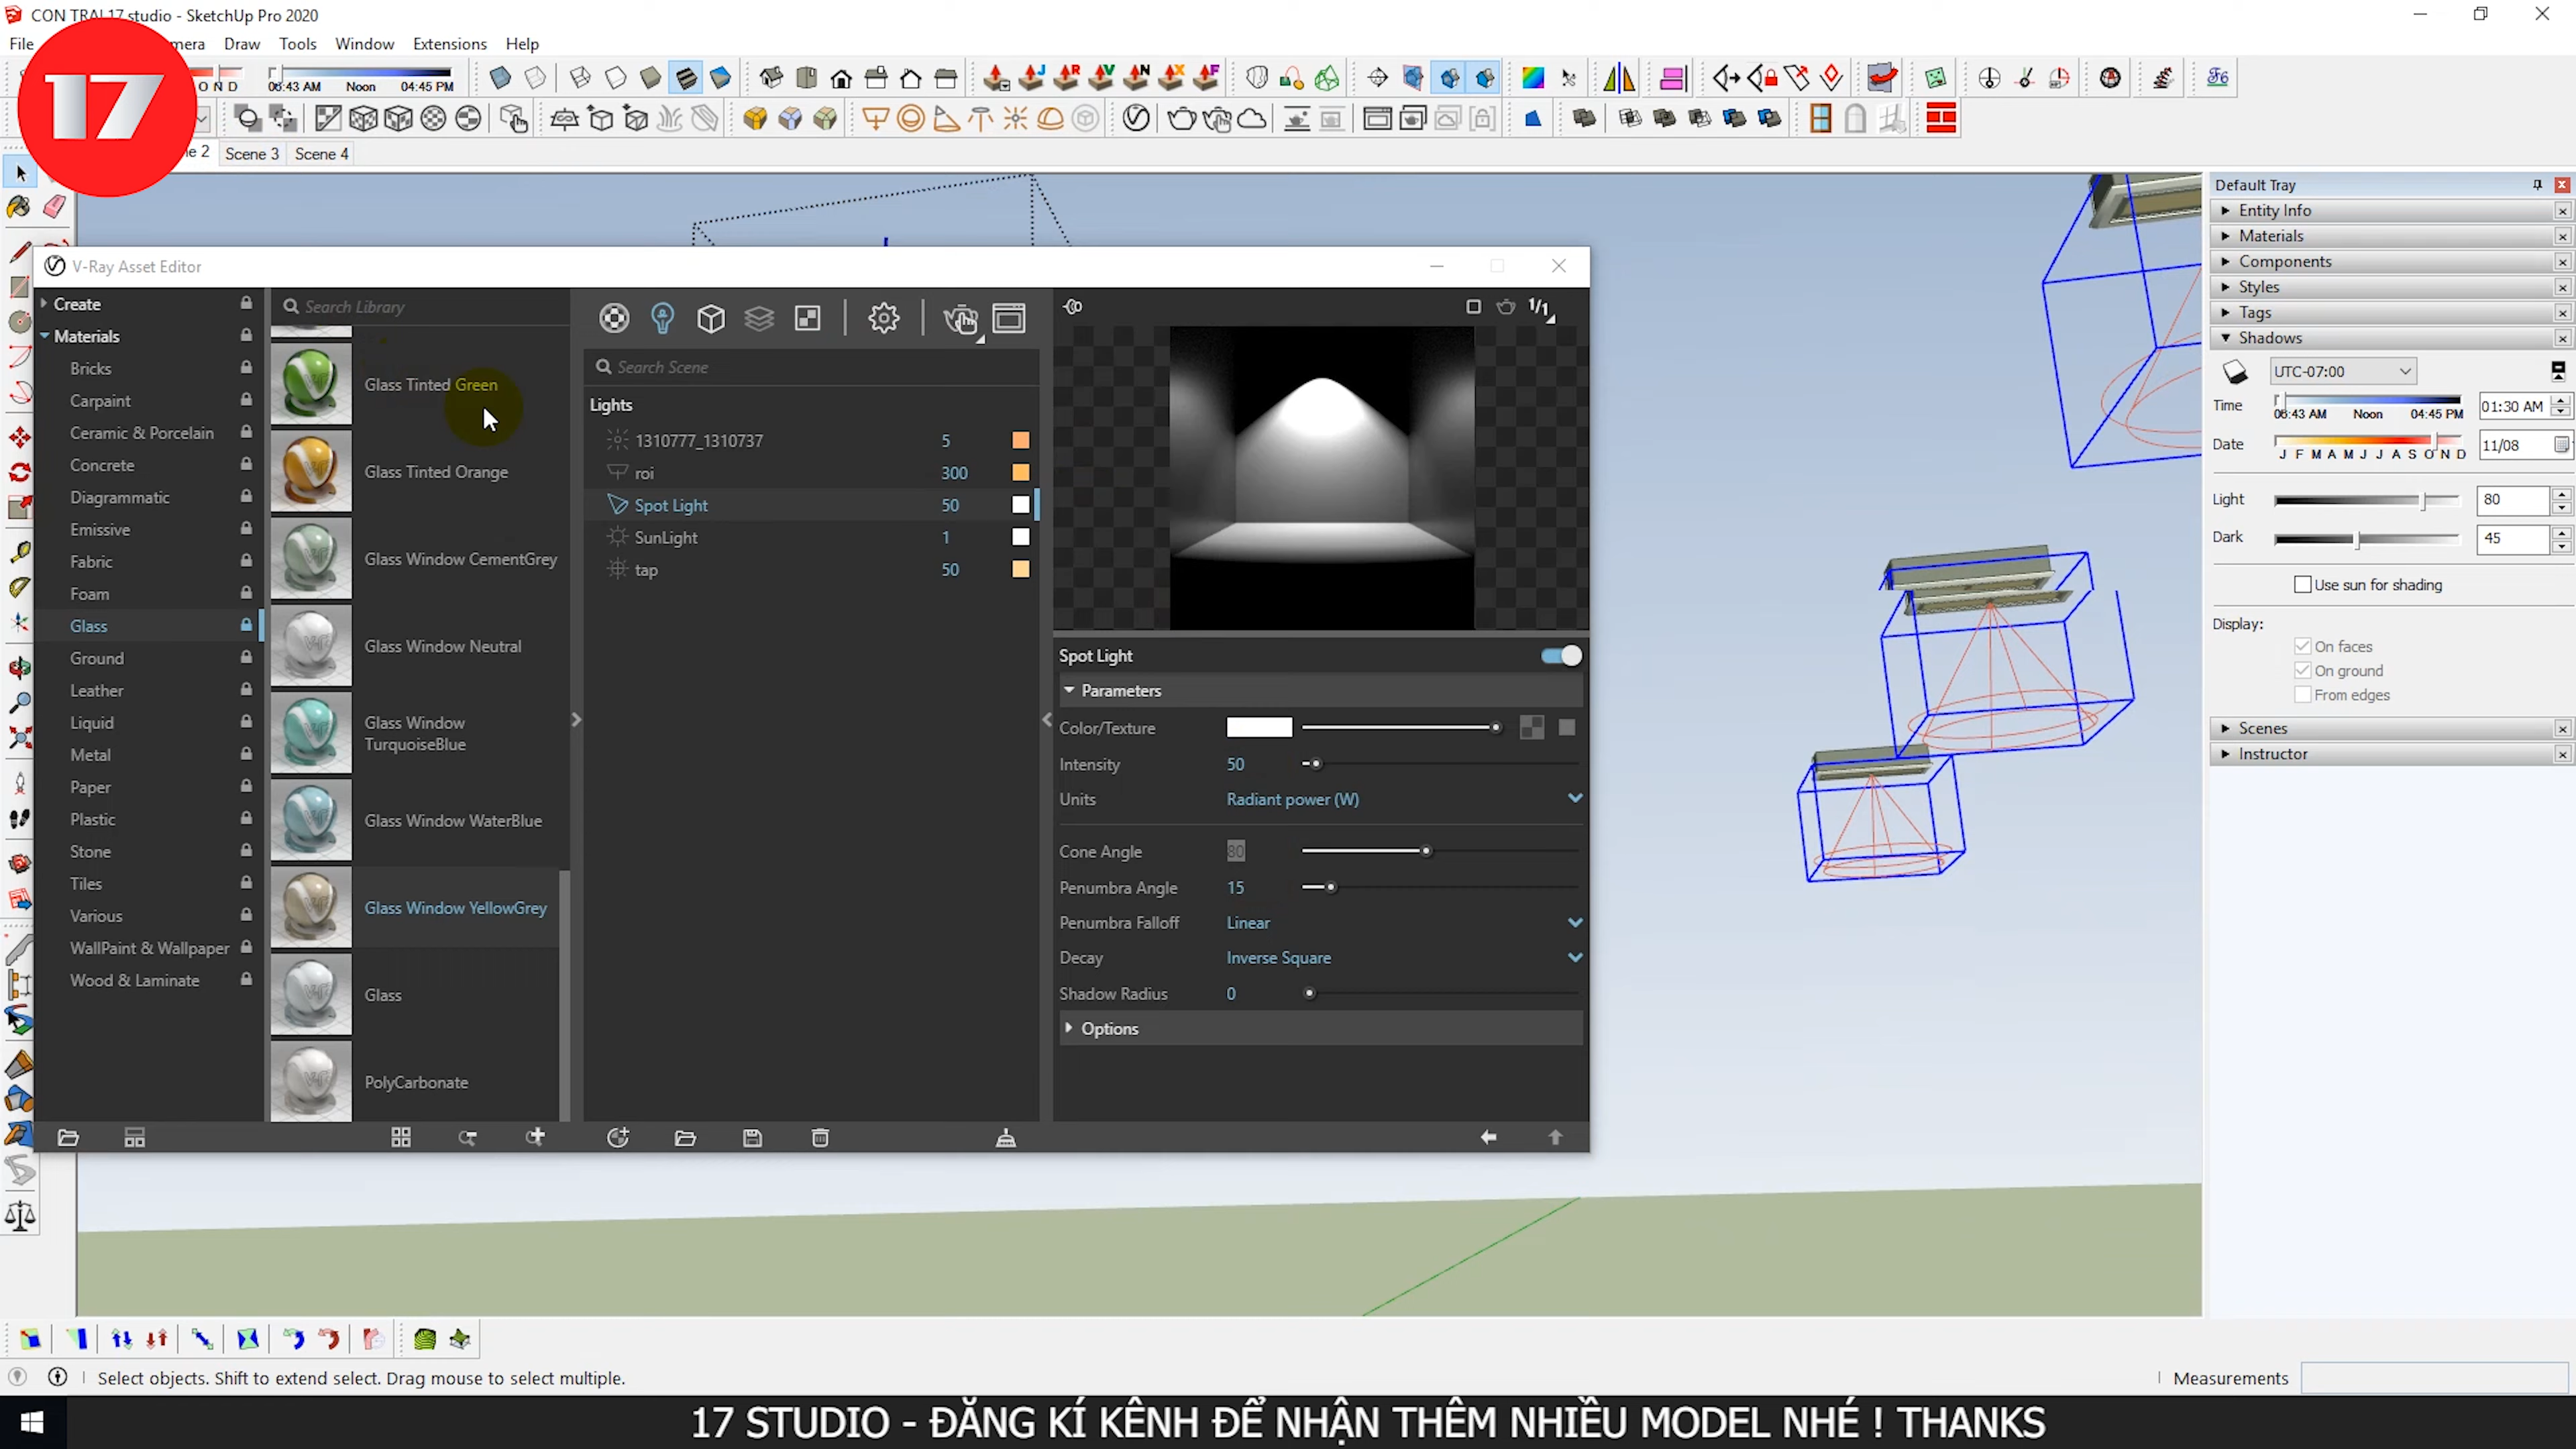 CON TRAI 17 studio - SketchUp Pro 2020
File
mera
Draw
Tools
Window
Extensions
Help
17
O N D
06:43 AM
Noon
04:45 PM
ne 2
Scene 3
Scene 4
V-Ray Asset Editor
Create
Materials
Bricks
Carpaint
Ceramic & Porcelain
Concrete
Diagrammatic
Emissive
Fabric
Foam
Glass
Ground
Leather
Liquid
Metal
Paper
Plastic
Stone
Tiles
Various
WallPaint & Wallpaper
Wood & Laminate
Search Library
Glass Tinted Green
Glass Tinted Orange
Glass Window CementGrey
Glass Window Neutral
Glass Window
TurquoiseBlue
Glass Window WaterBlue
Glass Window YellowGrey
Glass
PolyCarbonate
Search Scene
Lights
1310777_1310737 5
roi 300
Spot Light 50
SunLight 1
tap 50
1/1
Spot Light
Parameters
Color/Texture
Intensity 50
Units Radiant power (W)
Cone Angle 80
Penumbra Angle 15
Penumbra Falloff Linear
Decay Inverse Square
Shadow Radius 0
Options
Default Tray
Entity Info
Materials
Components
Styles
Tags
Shadows
UTC-07:00
Time 01:30 AM
06:43 AM Noon 04:45 PM
Date 11/08
J F M A M J J A S O N D
Light 80
Dark 45
Use sun for shading
Display:
On faces
On ground
From edges
Scenes
Instructor
Select objects. Shift to extend select. Drag mouse to select multiple.
Measurements
17 STUDIO - ĐĂNG KÍ KÊNH ĐỂ NHẬN THÊM NHIỀU MODEL NHÉ ! THANKS